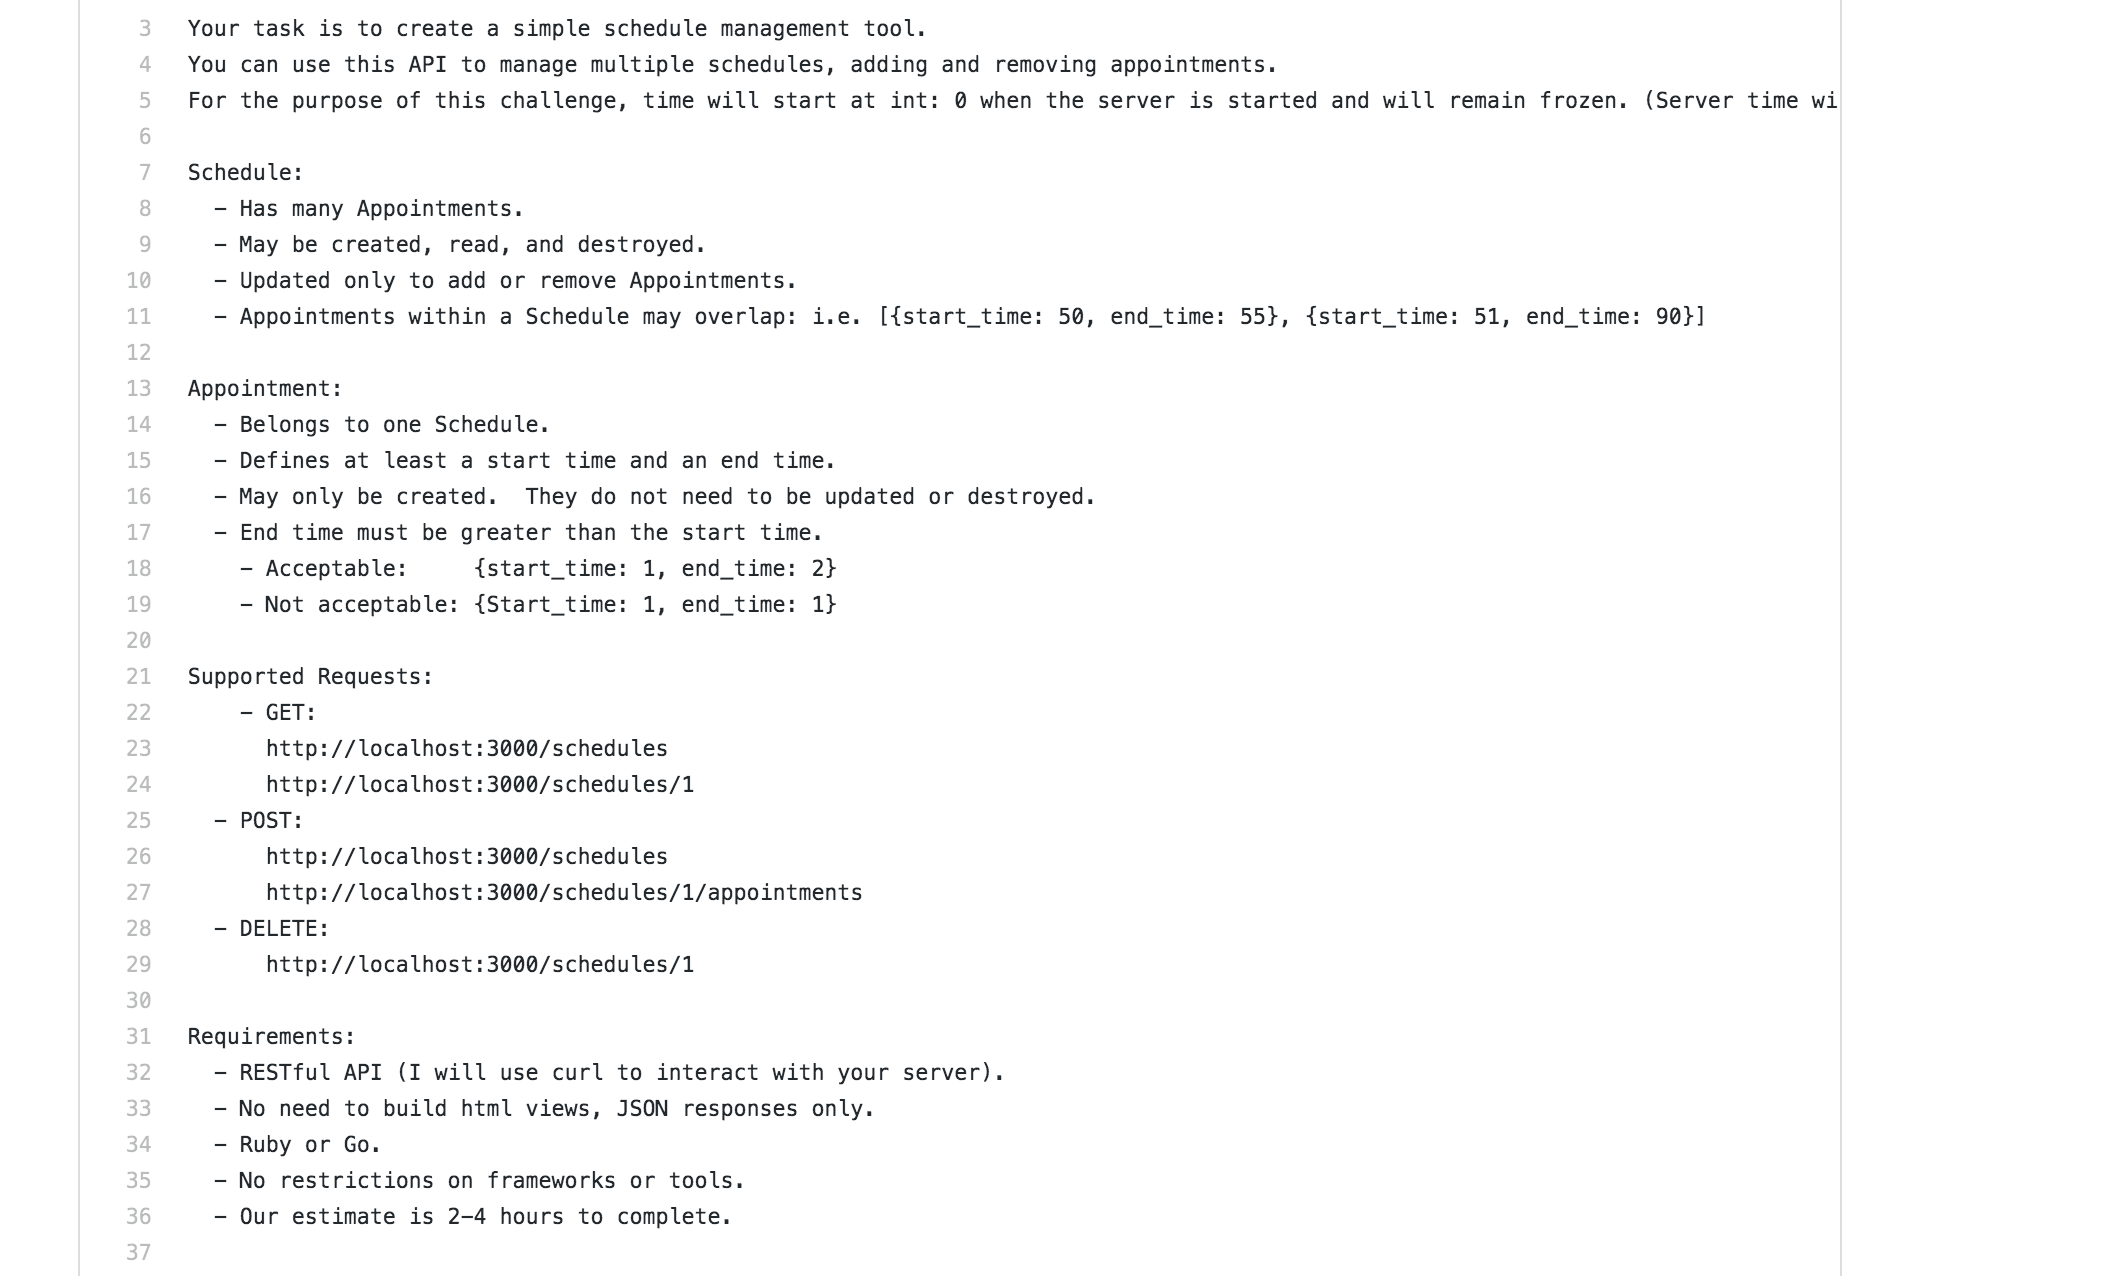 3 Your task is to create a simple schedule management tool.
4 You can use this API to manage multiple schedules, adding and removing appointments.
5 For the purpose of this challenge, time will start at int: 0 when the server is started and will remain frozen. (Server time wi
6
7 Schedule:
8   – Has many Appointments.
9   – May be created, read, and destroyed.
10   – Updated only to add or remove Appointments.
11   – Appointments within a Schedule may overlap: i.e. [{start_time: 50, end_time: 55}, {start_time: 51, end_time: 90}]
12
13 Appointment:
14   – Belongs to one Schedule.
15   – Defines at least a start time and an end time.
16   – May only be created.  They do not need to be updated or destroyed.
17   – End time must be greater than the start time.
18     – Acceptable:     {start_time: 1, end_time: 2}
19     – Not acceptable: {Start_time: 1, end_time: 1}
20
21 Supported Requests:
22     – GET:
23       http://localhost:3000/schedules
24       http://localhost:3000/schedules/1
25   – POST:
26       http://localhost:3000/schedules
27       http://localhost:3000/schedules/1/appointments
28   – DELETE:
29       http://localhost:3000/schedules/1
30
31 Requirements:
32   – RESTful API (I will use curl to interact with your server).
33   – No need to build html views, JSON responses only.
34   – Ruby or Go.
35   – No restrictions on frameworks or tools.
36   – Our estimate is 2–4 hours to complete.
37